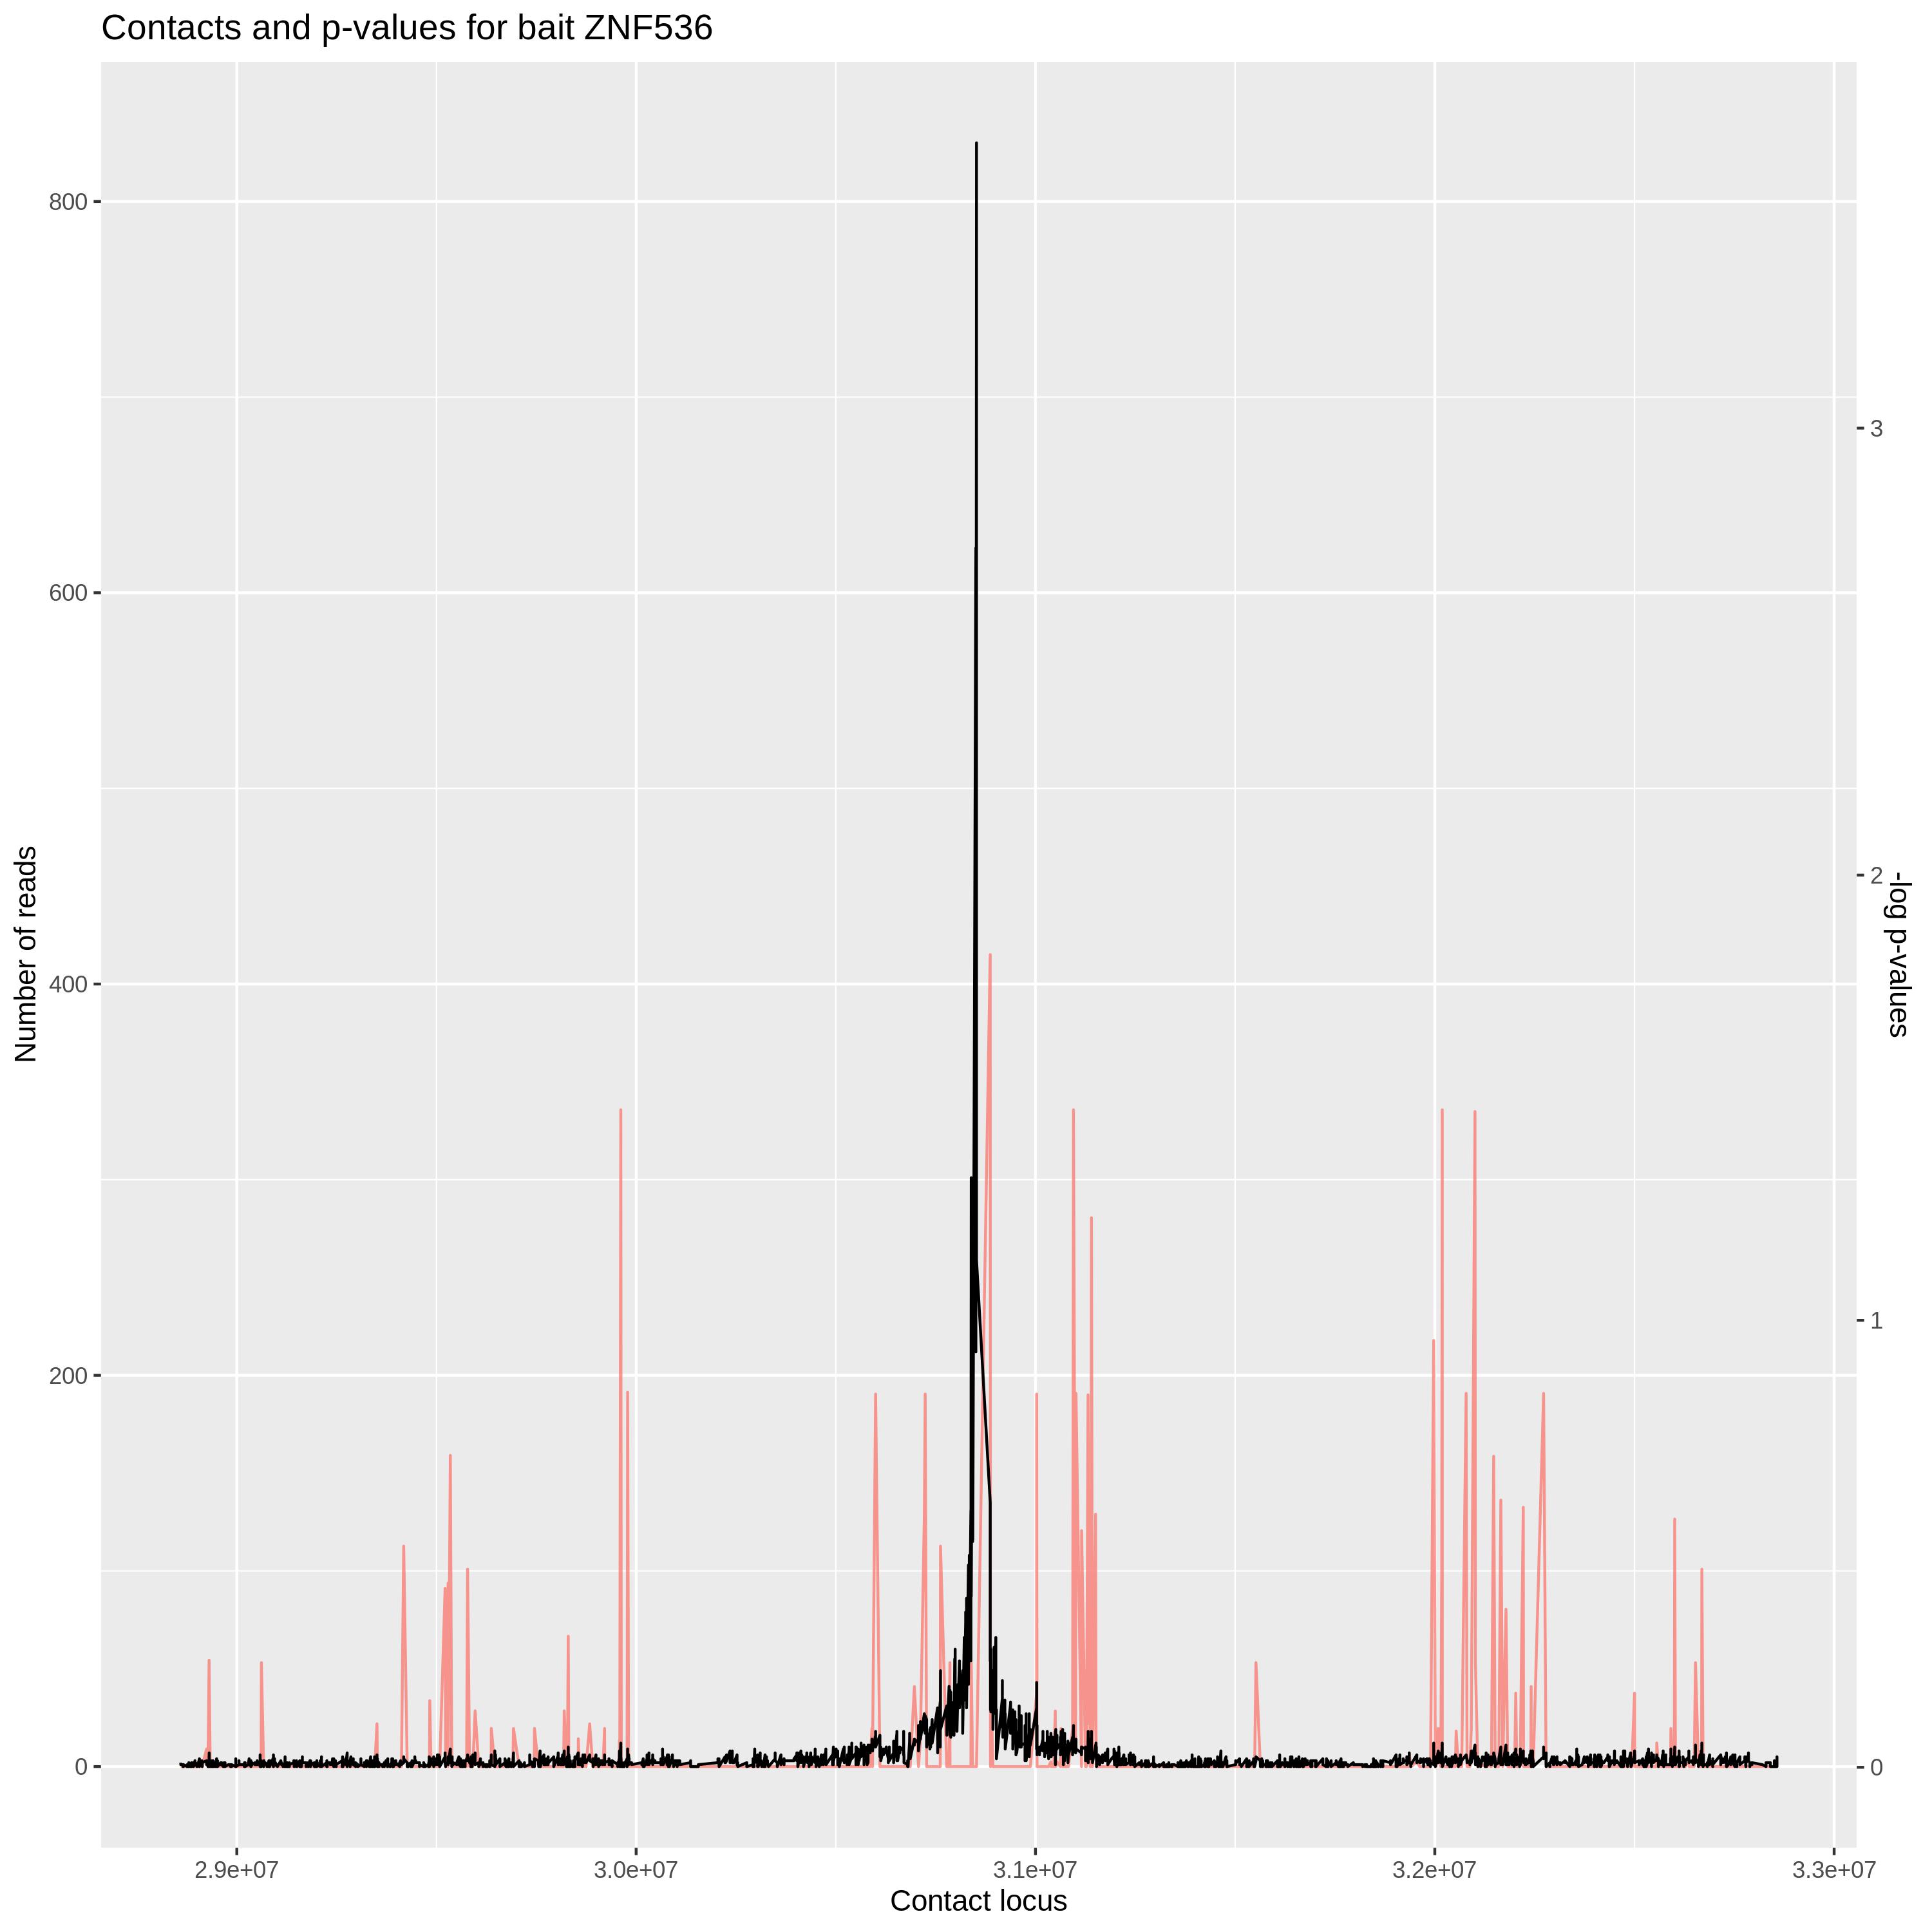 Contacts and p-values for bait ZNF536
Number of reads
800
600
400
200
0
3
2
1
0
-log p-values
2.9e+07 3.0e+07 3.1e+07 3.2e+07 3.3e+07
Contact locus